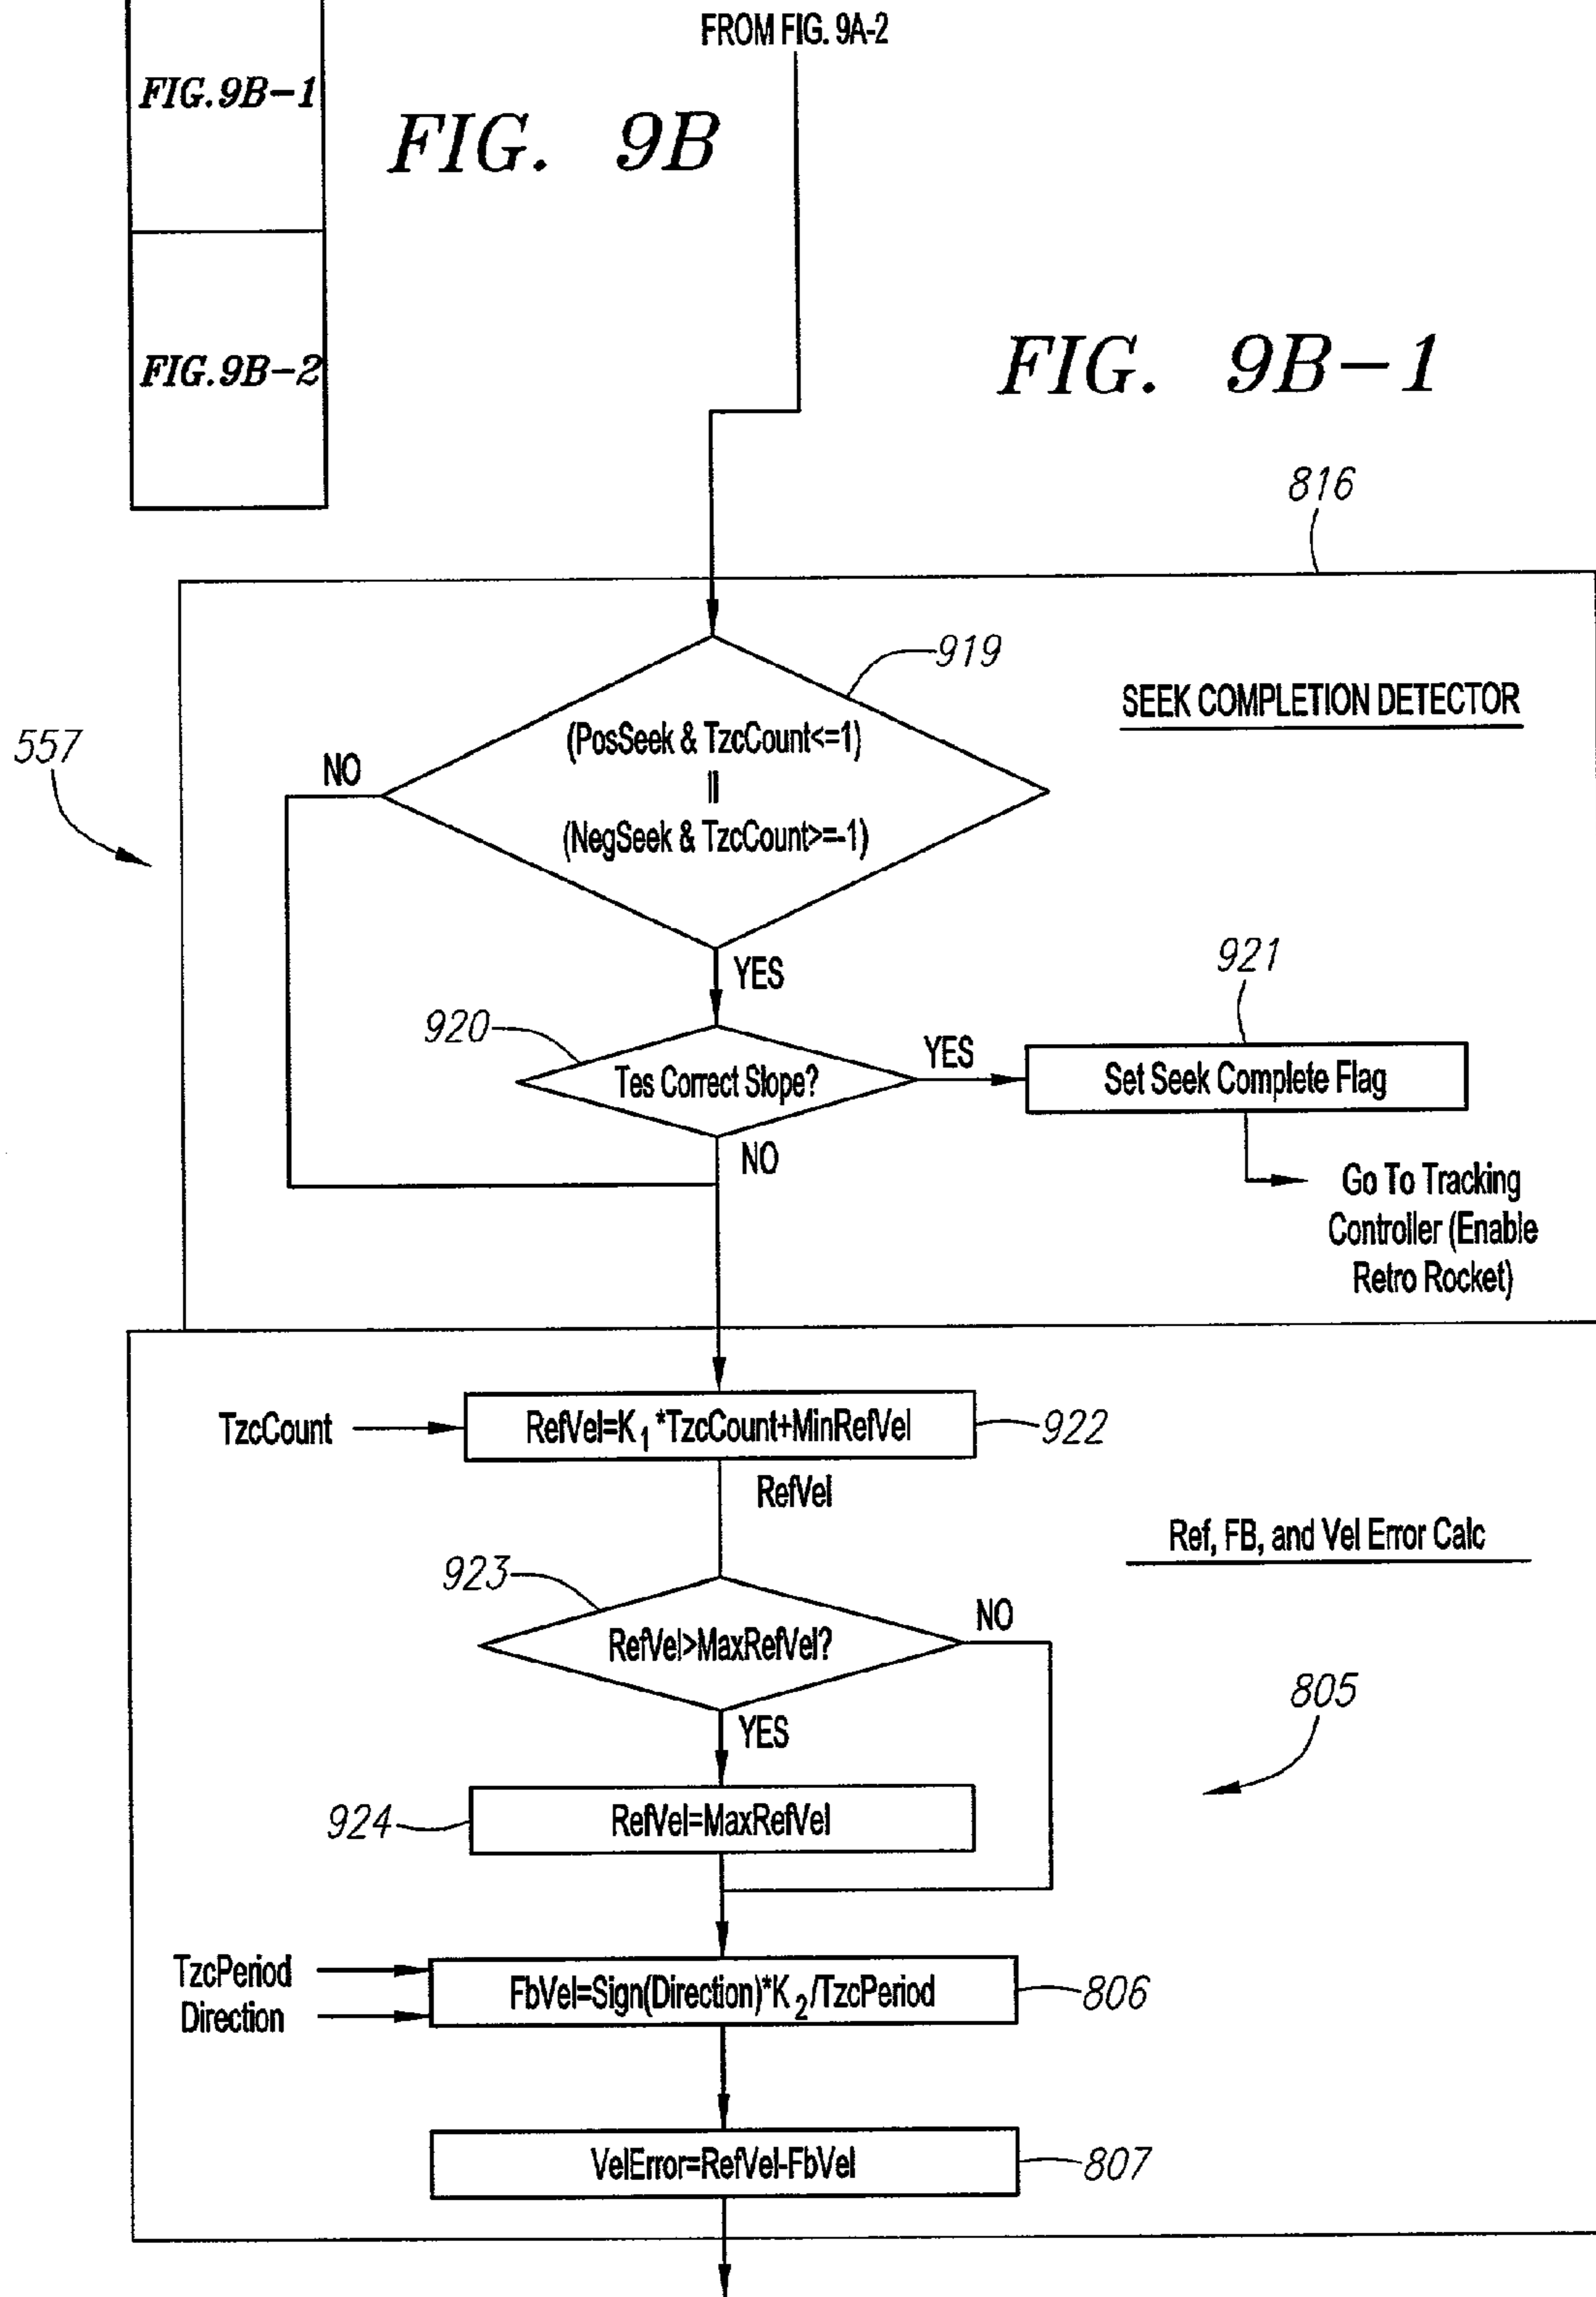 FROM FIG. 9A-2
FIG.9B-1
FIG. 9B
FIG.9B-2
FIG. 9B-1
816
919
SEEK COMPLETION DETECTOR
557
NO
(PosSeek & TzcCount<=1)
||
(NegSeek & TzcCount>=-1)
YES
921
920
YES
Tes Correct Slope?
Set Seek Complete Flag
NO
Go To Tracking
Controller (Enable
Retro Rocket)
TzcCount
RefVel=K1*TzcCount+MinRefVel
922
RefVel
Ref, FB, and Vel Error Calc
923
NO
RefVel>MaxRefVel?
805
YES
924
RefVel=MaxRefVel
TzcPeriod
Direction
FbVel=Sign(Direction)*K2/TzcPeriod
806
VelError=RefVel-FbVel
807